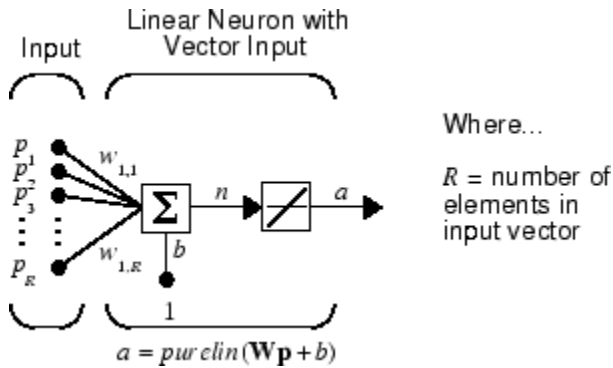 Linear Neuron with
Input Vector Input
Where...
p1
w1,1
p2
p3
R = number of
elements in
input vector
Σ n a
pR
w1,R
b
1
a = purelin(Wp + b)